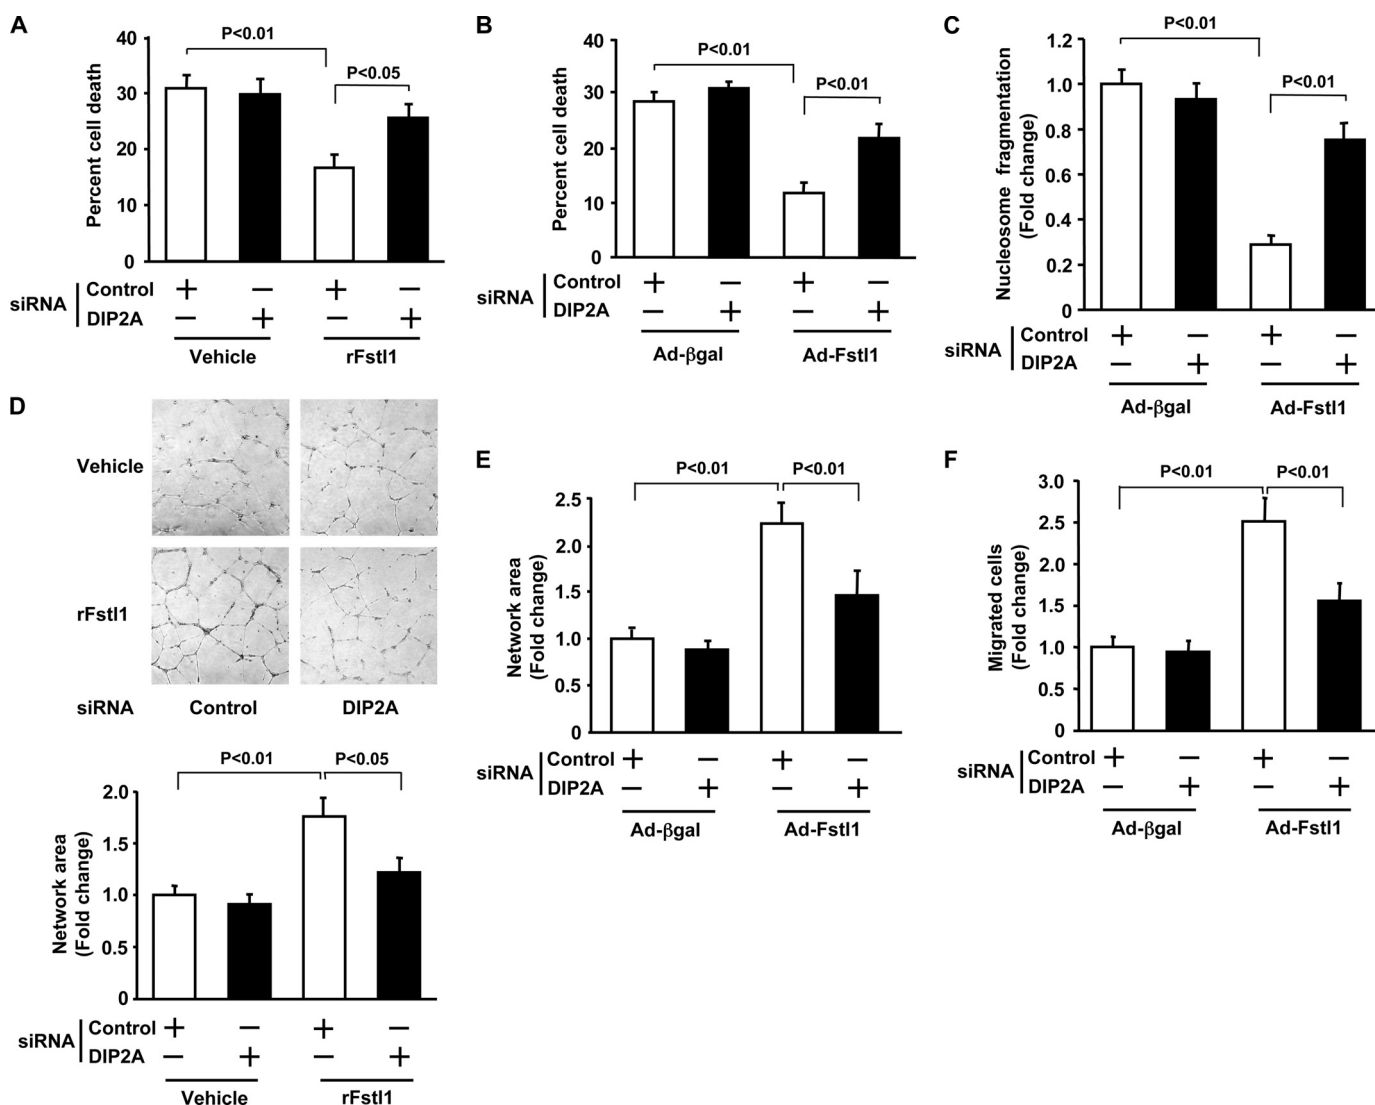 A
P<0.01
P<0.05
Percent cell death
40
30
20
10
0
siRNA
Control + – + –
DIP2A – + – +
Vehicle rFstl1
B
P<0.01
P<0.01
Percent cell death
40
30
20
10
0
siRNA
Control + – + –
DIP2A – + – +
Ad-βgal Ad-Fstl1
C
P<0.01
P<0.01
Nucleosome fragmentation
(Fold change)
1.2
1.0
0.8
0.6
0.4
0.2
0
siRNA
Control + – + –
DIP2A – + – +
Ad-βgal Ad-Fstl1
D
Vehicle
rFstl1
siRNA Control DIP2A
P<0.01 P<0.05
Network area
(Fold change)
2.0
1.5
1.0
0.5
0
siRNA
Control + – + –
DIP2A – + – +
Vehicle rFstl1
E
P<0.01 P<0.01
Network area
(Fold change)
2.5
2.0
1.5
1.0
0.5
0
siRNA
Control + – + –
DIP2A – + – +
Ad-βgal Ad-Fstl1
F
P<0.01 P<0.01
Migrated cells
(Fold change)
3.0
2.5
2.0
1.5
1.0
0.5
0
siRNA
Control + – + –
DIP2A – + – +
Ad-βgal Ad-Fstl1